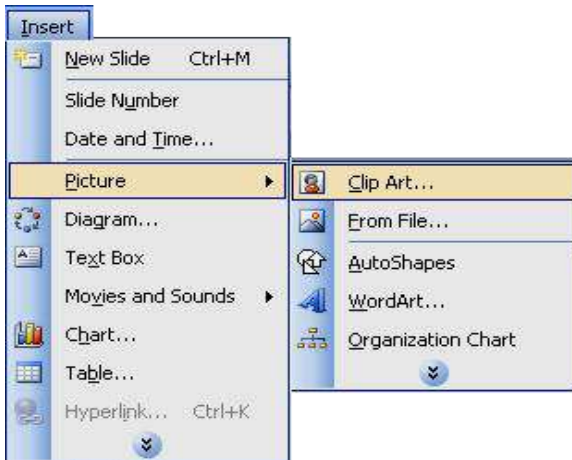 Insert
New Slide Ctrl+M
Slide Number
Date and Time...
Picture
Diagram...
Text Box
Movies and Sounds
Chart...
Table...
Hyperlink... Ctrl+K
Clip Art...
From File...
AutoShapes
WordArt...
Organization Chart